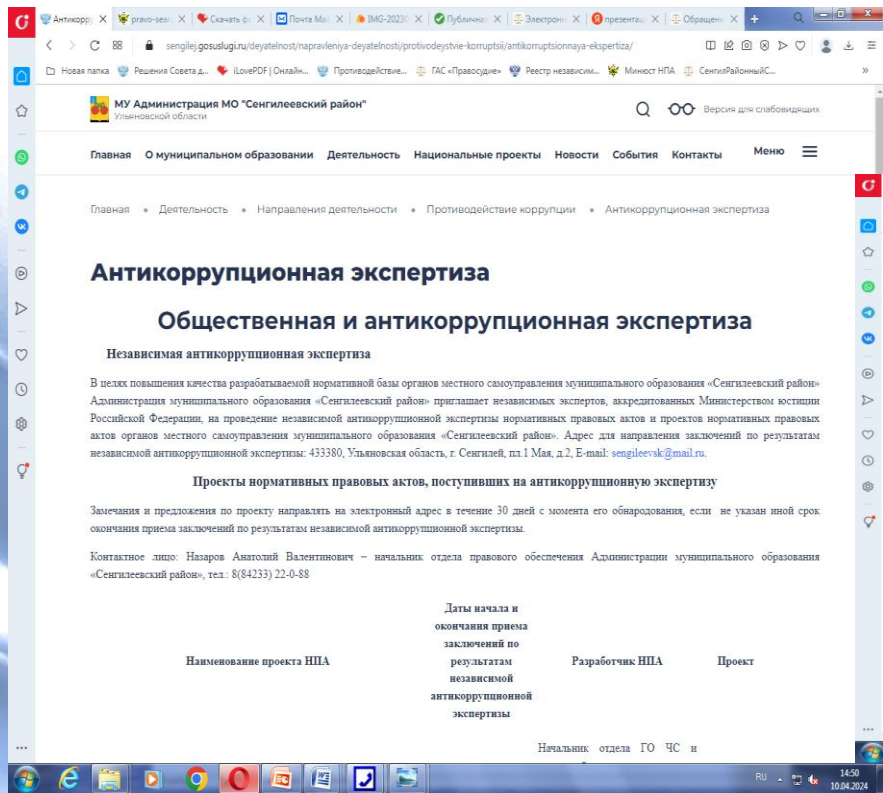 Антикорру
pravo-sear
Скачать фо
Почта Mai
IMG-20230
Публична
Электрон
презентац
Обращени
sengilej.gosuslugi.ru/deyatelnost/napravleniya-deyatelnosti/protivodeystvie-korruptsii/antikorruptsionnaya-ekspertiza/
Новая папка
Решения Совета д...
iLovePDF | Онлайн...
Противодействие...
ГАС «Правосудие»
Реестр независим...
Минюст НПА
СенгилРайонныйС...
МУ Администрация МО "Сенгилеевский район"
Ульяновской области
Версия для слабовидящих
Главная О муниципальном образовании Деятельность Национальные проекты Новости События Контакты Меню
Главная • Деятельность • Направления деятельности • Противодействие коррупции • Антикоррупционная экспертиза
Антикоррупционная экспертиза
Общественная и антикоррупционная экспертиза
Независимая антикоррупционная экспертиза
В целях повышения качества разрабатываемой нормативной базы органов местного самоуправления муниципального образования «Сенгилеевский район»
Администрация муниципального образования «Сенгилеевский район» приглашает независимых экспертов, аккредитованных Министерством юстиции
Российской Федерации, на проведение независимой антикоррупционной экспертизы нормативных правовых актов и проектов нормативных правовых
актов органов местного самоуправления муниципального образования «Сенгилеевский район». Адрес для направления заключений по результатам
независимой антикоррупционной экспертизы: 433380, Ульяновская область, г. Сенгилей, пл.1 Мая, д.2, E-mail: sengileevsk@mail.ru.
Проекты нормативных правовых актов, поступивших на антикоррупционную экспертизу
Замечания и предложения по проекту направлять на электронный адрес в течение 30 дней с момента его обнародования, если не указан иной срок
окончания приема заключений по результатам независимой антикоррупционной экспертизы.
Контактное лицо: Назаров Анатолий Валентинович – начальник отдела правового обеспечения Администрации муниципального образования
«Сенгилеевский район», тел.: 8(84233) 22-0-88
Наименование проекта НПА
Даты начала и
окончания приема
заключений по
результатам
независимой
антикоррупционной
экспертизы
Разработчик НПА
Проект
Начальник отдела ГО ЧС и
RU
14:50
10.04.2024